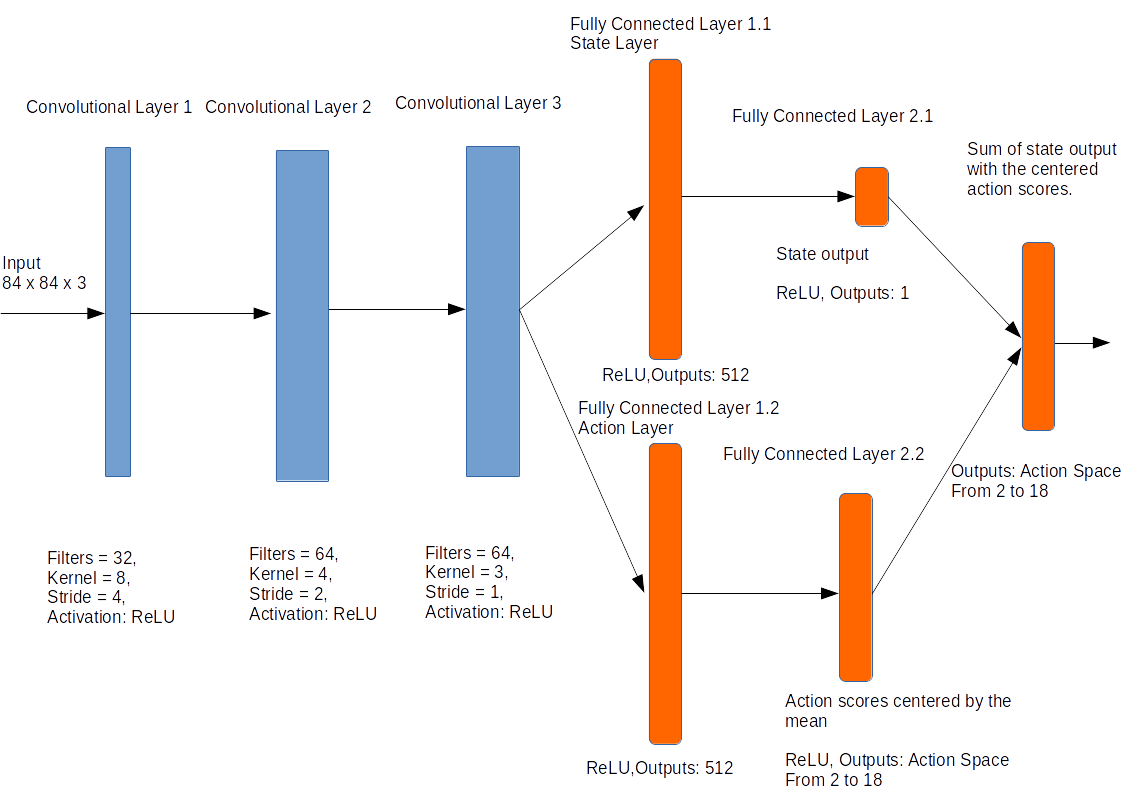 Fully Connected Layer 1.1
State Layer
Convolutional Layer 1
Convolutional Layer 2
Convolutional Layer 3
Fully Connected Layer 2.1
Sum of state output
with the centered
action scores.
Input
84 x 84 x 3
State output
ReLU, Outputs: 1
ReLU,Outputs: 512
Fully Connected Layer 1.2
Action Layer
Fully Connected Layer 2.2
Outputs: Action Space
From 2 to 18
Filters = 32,
Kernel = 8,
Stride = 4,
Activation: ReLU
Filters = 64,
Kernel = 4,
Stride = 2,
Activation: ReLU
Filters = 64,
Kernel = 3,
Stride = 1,
Activation: ReLU
Action scores centered by the
mean
ReLU, Outputs: Action Space
From 2 to 18
ReLU,Outputs: 512